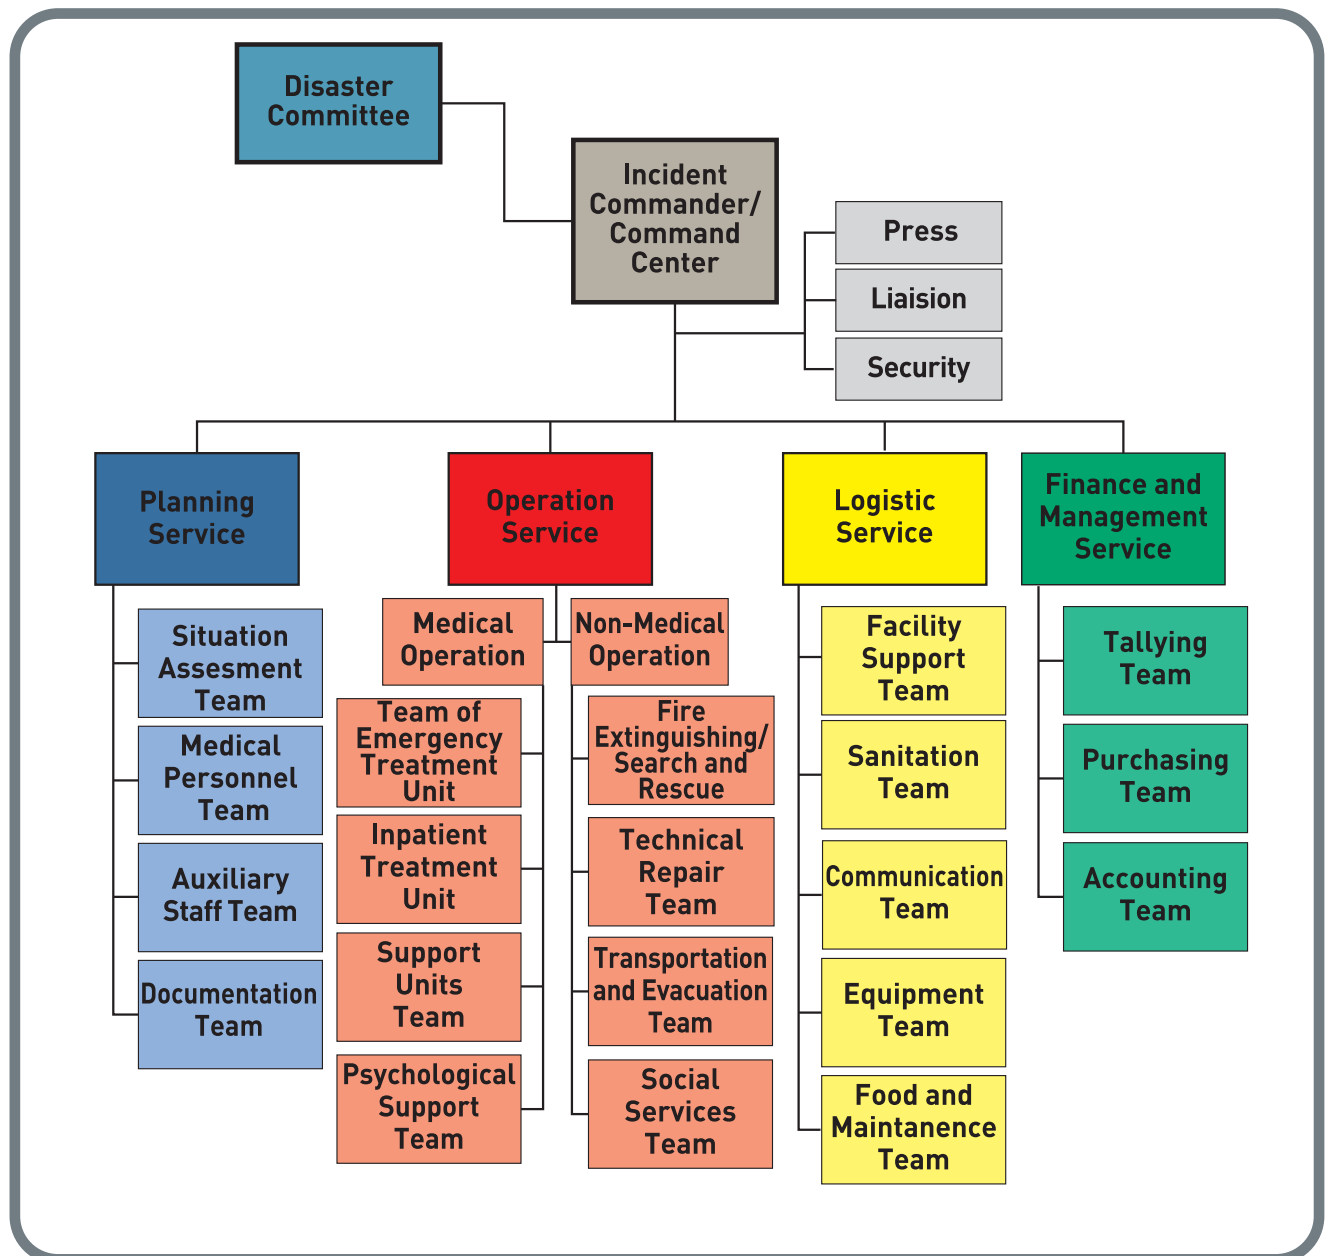 Disaster
Committee
Incident
Commander/
Command
Center
Press
Liaision
Security
Planning
Service
Operation
Service
Logistic
Service
Finance and
Management
Service
Situation
Assesment
Team
Medical
Personnel
Team
Auxiliary
Staff Team
Documentation
Team
Medical
Operation
Non-Medical
Operation
Team of
Emergency
Treatment
Unit
Inpatient
Treatment
Unit
Support
Units
Team
Psychological
Support
Team
Fire
Extinguishing/
Search and
Rescue
Technical
Repair
Team
Transportation
and Evacuation
Team
Social
Services
Team
Facility
Support
Team
Sanitation
Team
Communication
Team
Equipment
Team
Food and
Maintanence
Team
Tallying
Team
Purchasing
Team
Accounting
Team